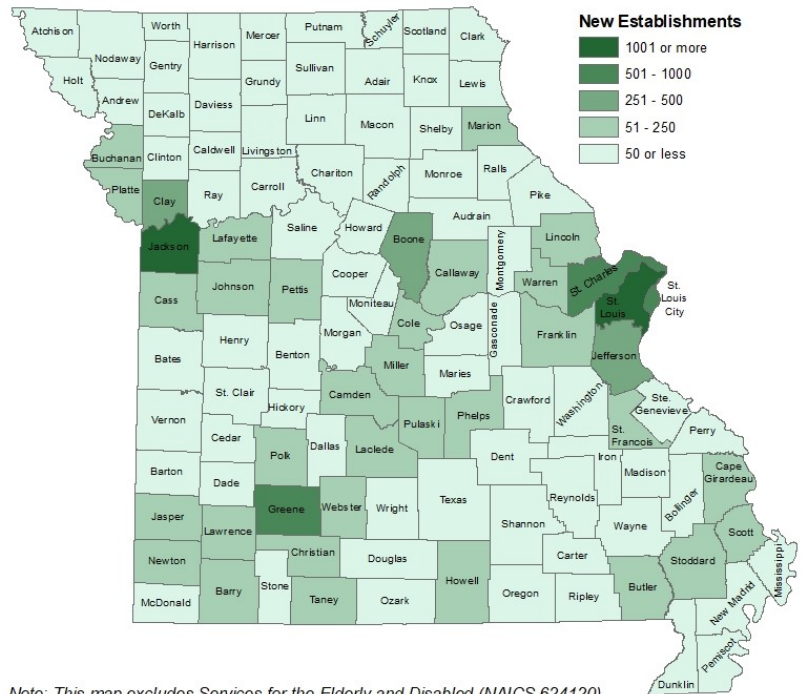 New Establishments
1001 or more
501 - 1000
251 - 500
51 - 250
50 or less
Atchison
Nodaway
Worth
Harrison
Mercer
Putnam
Schuyler
Scotland
Clark
Holt
Gentry
Grundy
Sullivan
Adair
Knox
Lewis
Andrew
DeKalb
Daviess
Livingston
Linn
Macon
Shelby
Marion
Buchanan
Clinton
Caldwell
Chariton
Randolph
Monroe
Ralls
Pike
Platte
Clay
Ray
Carroll
Audrain
Jackson
Lafayette
Saline
Howard
Boone
Callaway
Montgomery
Lincoln
Warren
St. Charles
St.
Louis
St.
Louis
City
Cass
Johnson
Pettis
Cooper
Moniteau
Cole
Osage
Gasconade
Franklin
Jefferson
Bates
Henry
Benton
Morgan
Miller
Maries
Crawford
Washington
Ste.
Genevieve
St.
Francois
Perry
Vernon
St. Clair
Hickory
Camden
Pulaski
Phelps
Cedar
Polk
Dallas
Laclede
Dent
Iron
Madison
Bollinger
Cape
Girardeau
Barton
Dade
Greene
Webster
Wright
Texas
Reynolds
Wayne
Scott
Mississippi
Jasper
Lawrence
Christian
Douglas
Shannon
Carter
Stoddard
Newton
Barry
Stone
Taney
Ozark
Howell
Oregon
Ripley
Butler
New Madrid
McDonald
Dunklin
Pemiscot
Note: This map excludes Services for the Elderly and Disabled (NAICS 624120)